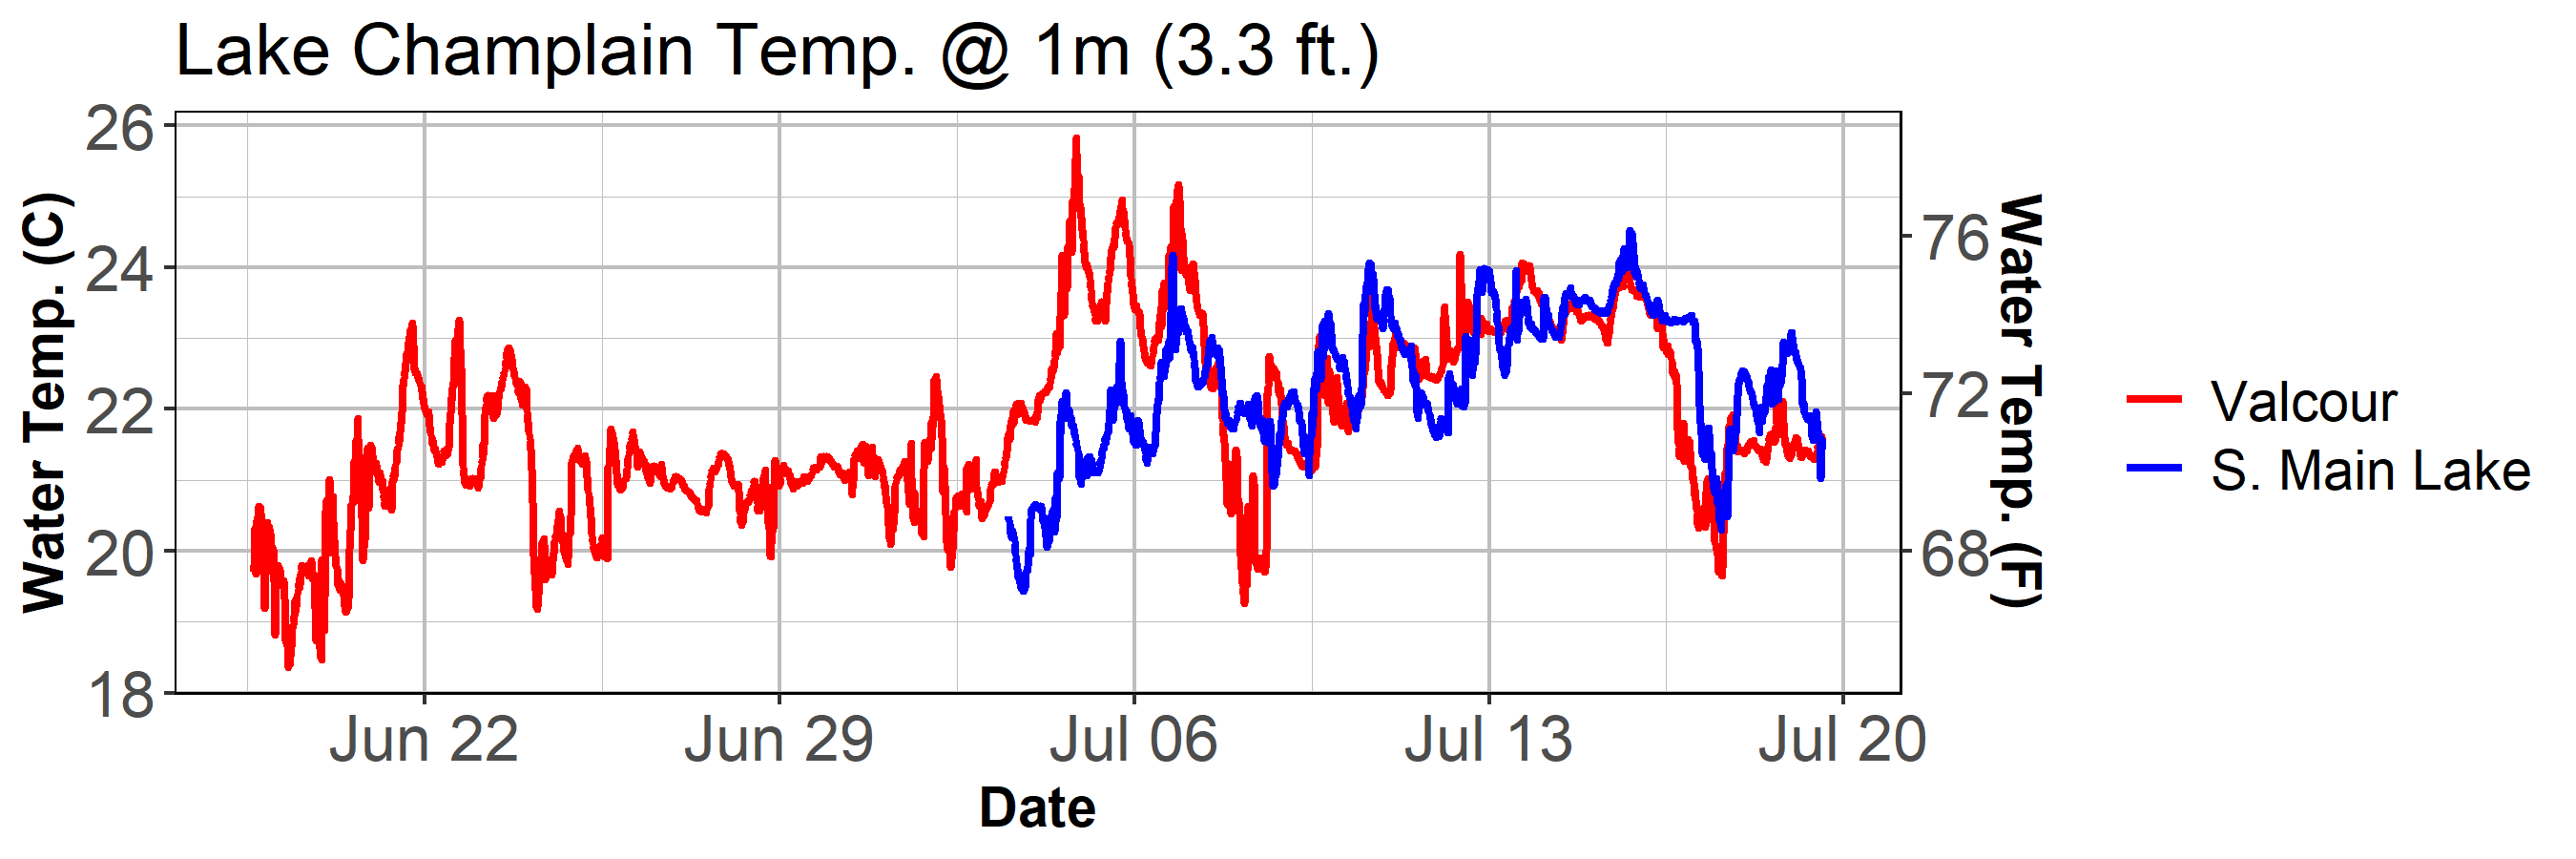 Lake Champlain Temp. @ 1m (3.3 ft.)
Water Temp. (C)
26
24
22
20
18
Jun 22
Jun 29
Jul 06
Jul 13
Jul 20
Date
76
72
68
Water Temp. (F)
Valcour
S. Main Lake